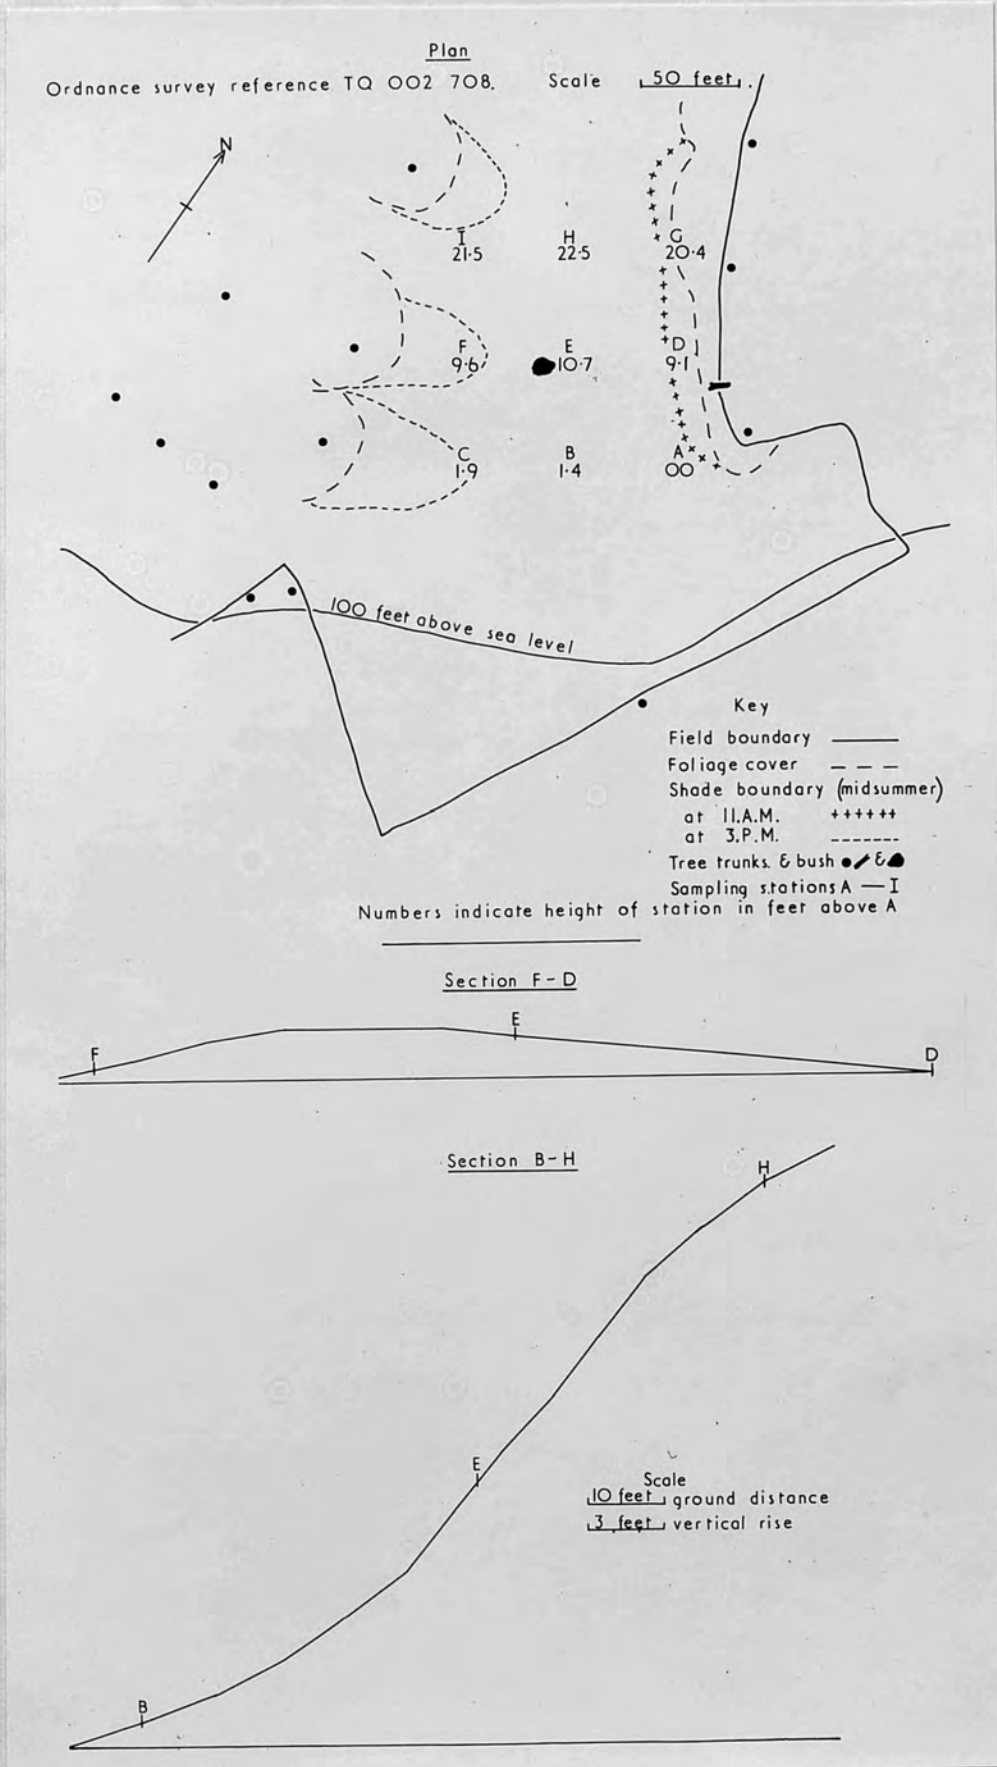 Plan
Ordnance survey reference TQ 002 708. Scale 50 feet
N
I H G
21·5 22·5 20·4
F E D
9·6 10·7 9·1
C B A
1·9 1·4 00
100 feet above sea level
Key
Field boundary
Foliage cover
Shade boundary (midsummer)
at 11.A.M.
at 3.P.M.
Tree trunks. & bush &
Sampling stations A — I
Numbers indicate height of station in feet above A
Section F-D
F E D
Section B-H
H
E
Scale
10 feet ground distance
3 feet vertical rise
B